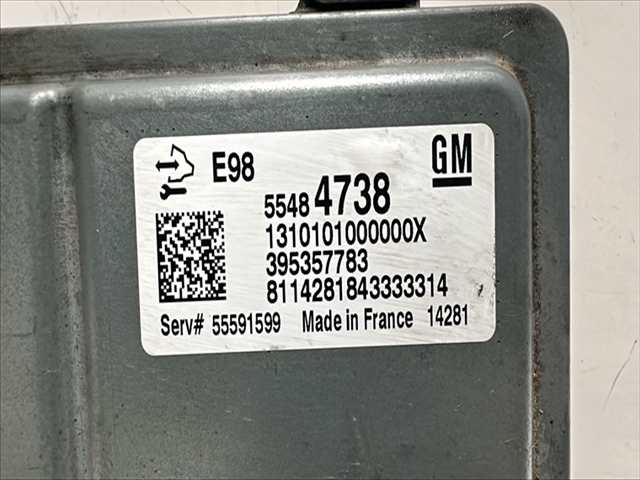 E98
GM
5548 4738
1310101000000X
395357783
8114281843333314
Serv# 55591599 Made in France 14281